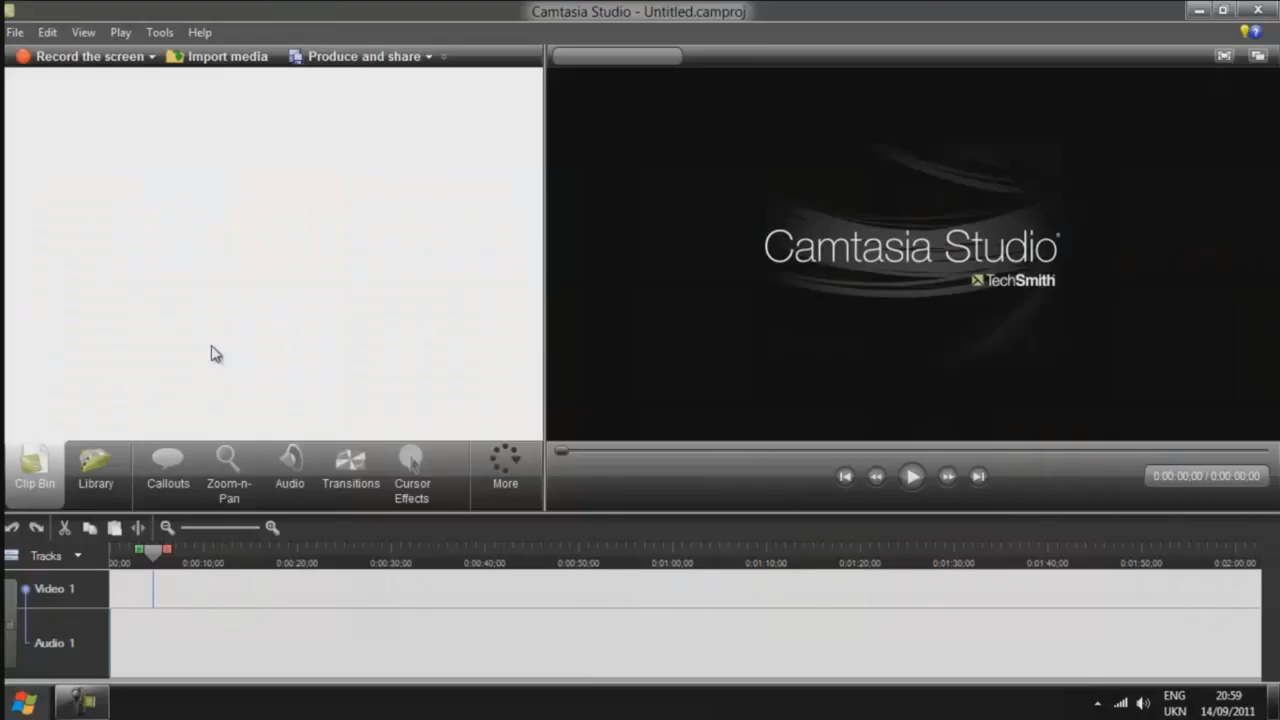 Camtasia Studio - Untitled.camproj
File Edit View Play Tools Help
Record the screen Import media Produce and share
Camtasia Studio
TechSmith
Clip Bin Library Callouts Zoom-n-Pan Audio Transitions Cursor Effects More
0:00:00;00 / 0:00:00;00
Tracks
00;00 0:00:10;00 0:00:20;00 0:00:30;00 0:00:40;00 0:00:50;00 0:01:00;00 0:01:10;00 0:01:20;00 0:01:30;00 0:01:40;00 0:01:50;00 0:02:00;00
Video 1
Audio 1
ENG 20:59
UKN 14/09/2011